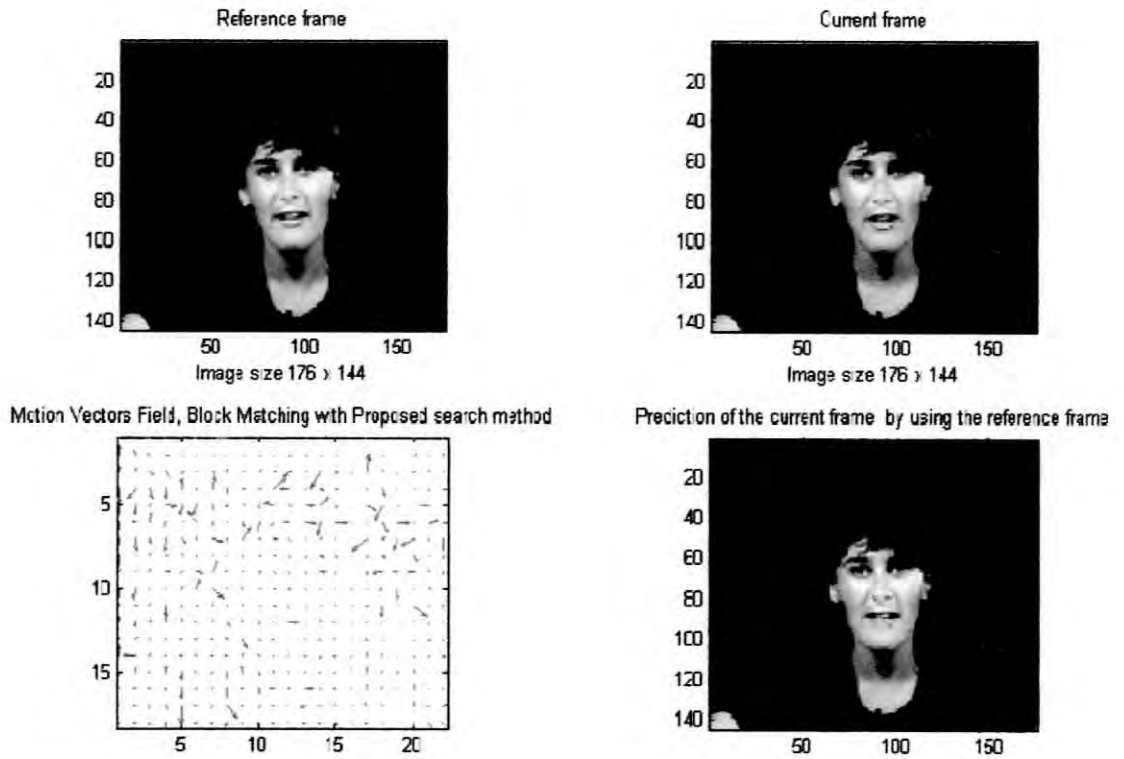 Reference frame
20
40
60
80
100
120
140
50 100 150
Image size 176 x 144
Current frame
20
40
60
80
100
120
140
50 100 150
Image size 176 x 144
Motion Vectors Field, Block Matching with Proposed search method
5
10
15
5 10 15 20
Prediction of the current frame by using the reference frame
20
40
60
80
100
120
140
50 100 150